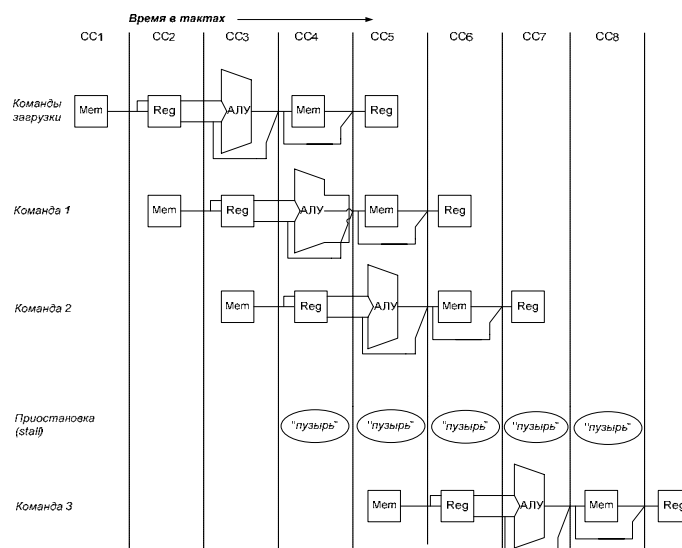 Время в тактах
CC1 CC2 CC3 CC4 CC5 CC6 CC7 CC8
Команды
загрузки
Mem Reg АЛУ Mem Reg
Команда 1
Mem Reg АЛУ Mem Reg
Команда 2
Mem Reg АЛУ Mem Reg
Приостановка
(stall)
"пузырь" "пузырь" "пузырь" "пузырь" "пузырь"
Команда 3
Mem Reg АЛУ Mem Reg